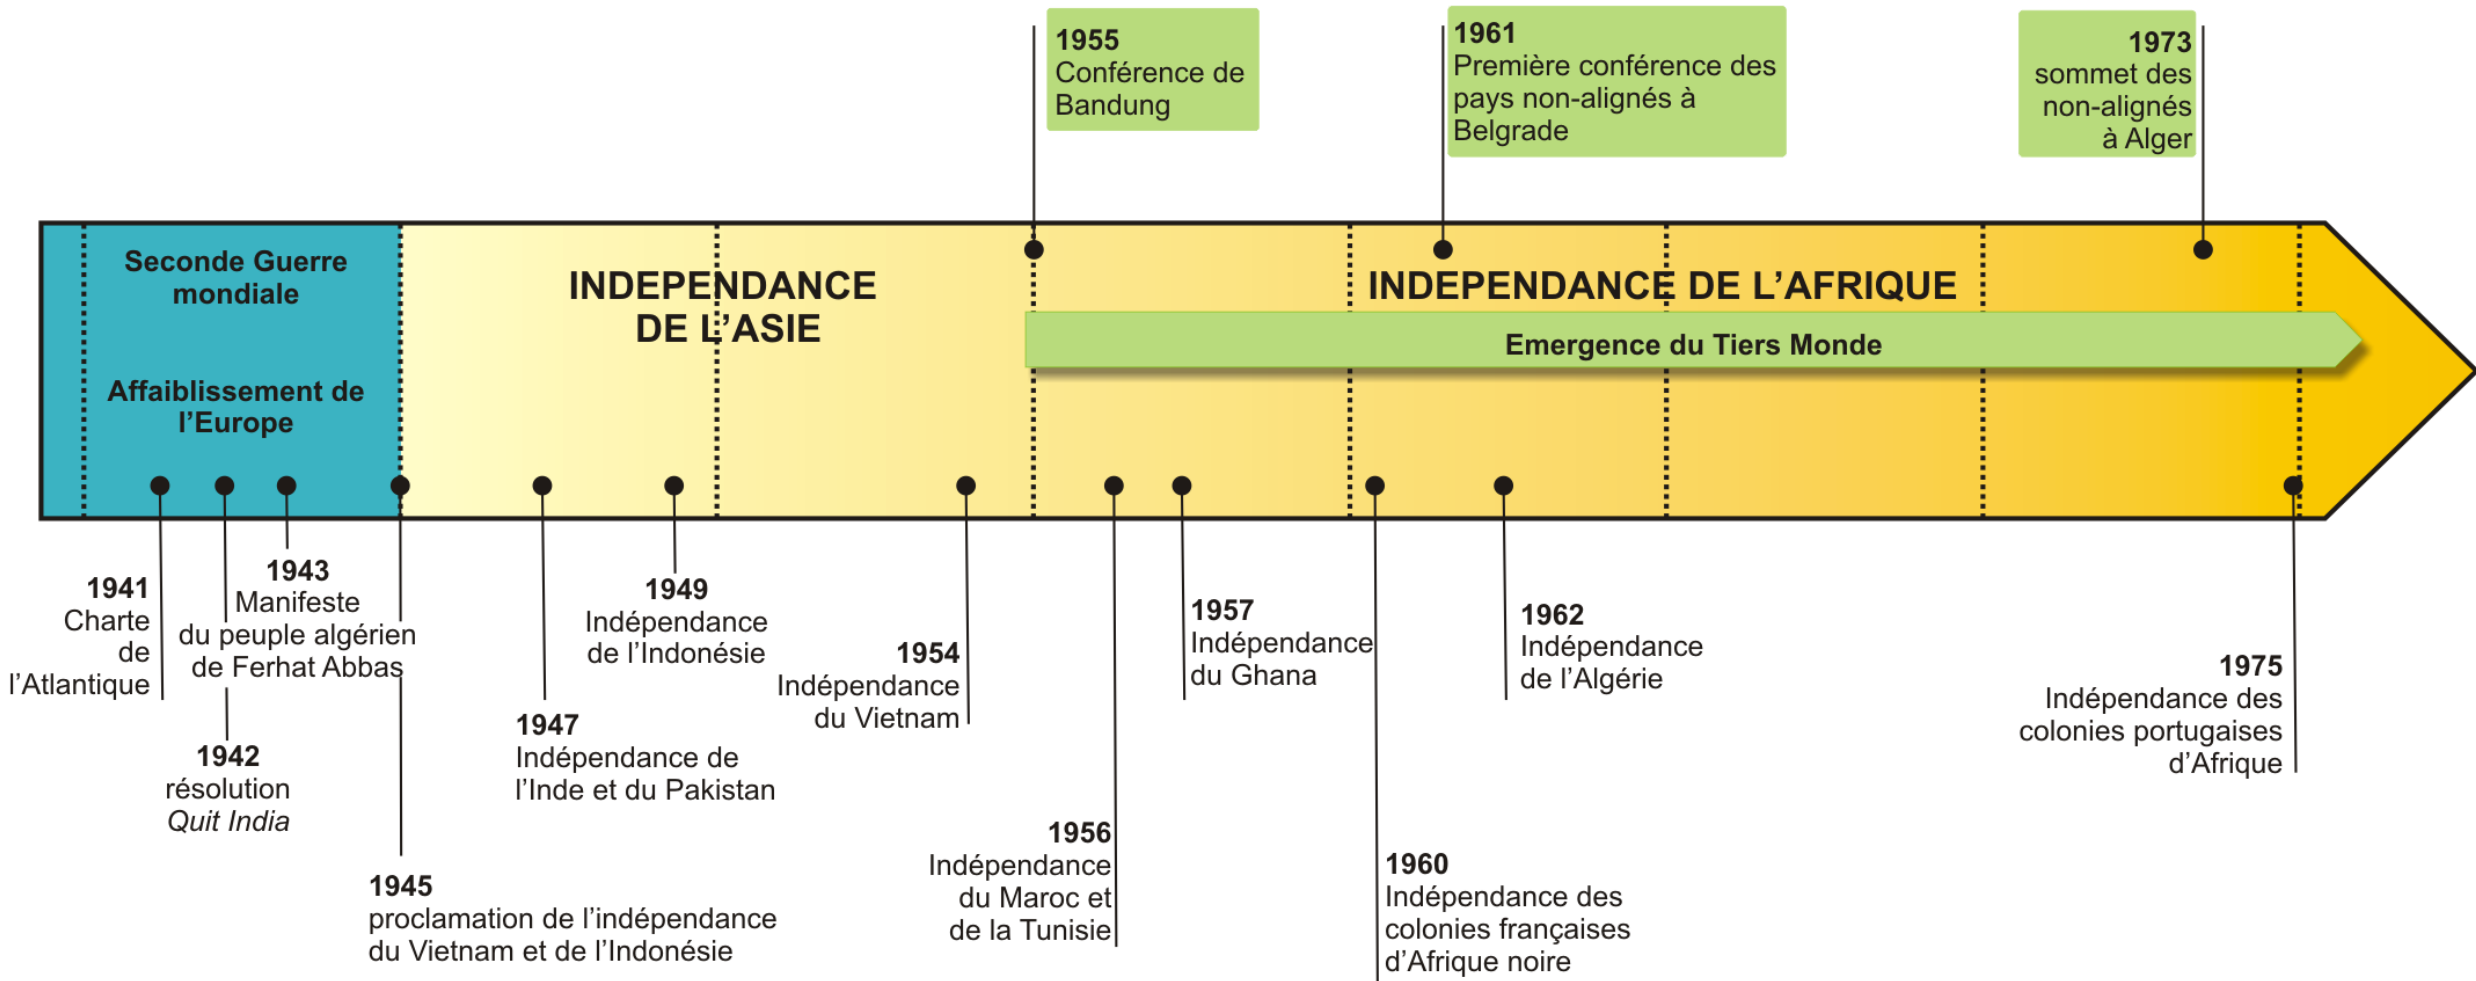 1955
Conférence de
Bandung
1961
Première conférence des
pays non-alignés à
Belgrade
1973
sommet des
non-alignés
à Alger
Seconde Guerre
mondiale
Affaiblissement de
l’Europe
INDEPENDANCE
DE L’ASIE
INDEPENDANCE DE L’AFRIQUE
Emergence du Tiers Monde
1941
Charte
de
l’Atlantique
1942
résolution
Quit India
1943
Manifeste
du peuple algérien
de Ferhat Abbas
1945
proclamation de l’indépendance
du Vietnam et de l’Indonésie
1947
Indépendance de
l’Inde et du Pakistan
1949
Indépendance
de l’Indonésie
1954
Indépendance
du Vietnam
1956
Indépendance
du Maroc et
de la Tunisie
1957
Indépendance
du Ghana
1960
Indépendance des
colonies françaises
d’Afrique noire
1962
Indépendance
de l’Algérie
1975
Indépendance des
colonies portugaises
d’Afrique